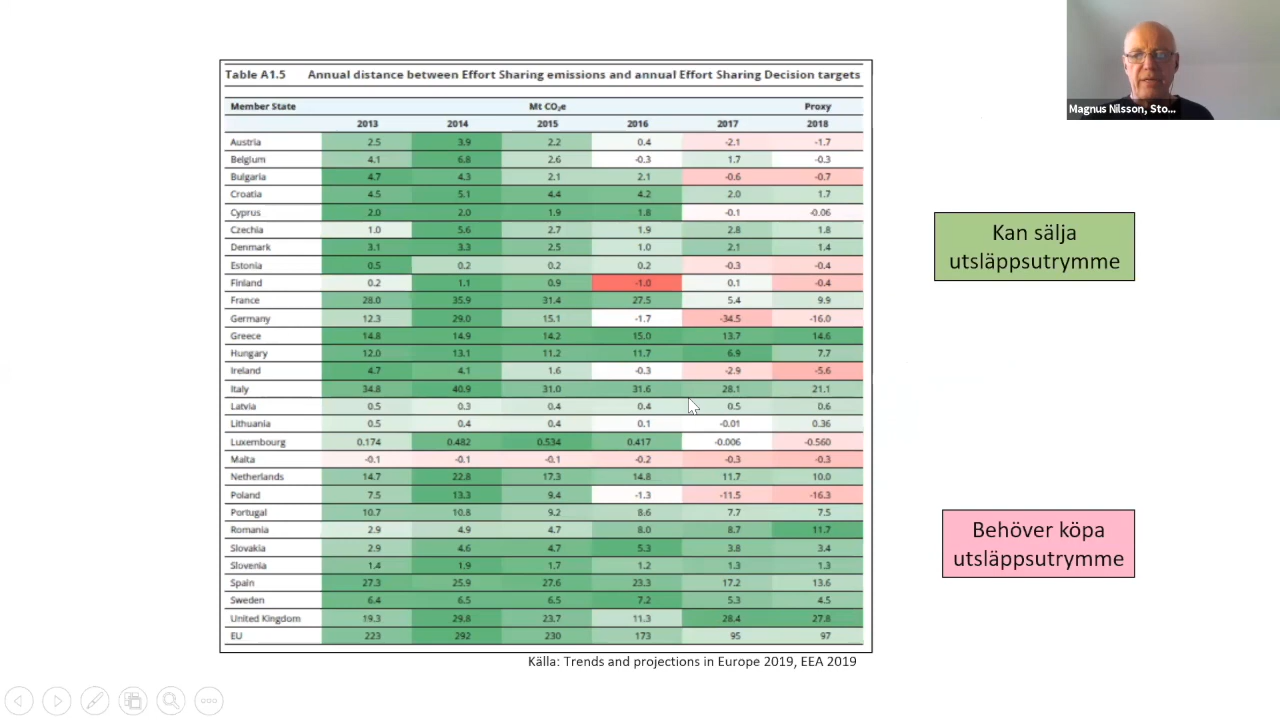 Table A1.5 Annual distance between Effort Sharing emissions and annual Effort Sharing Decision targets
Member State Mt CO₂e Proxy
2013 2014 2015 2016 2017 2018
Austria 2.5 3.9 2.2 0.4 -2.1 -1.7
Belgium 4.1 6.8 2.6 -0.3 1.7 -0.3
Bulgaria 4.7 4.3 2.1 2.1 -0.6 -0.7
Croatia 4.5 5.1 4.4 4.2 2.0 1.7
Cyprus 2.0 2.0 1.9 1.8 -0.1 -0.06
Czechia 1.0 5.6 2.7 1.9 2.8 1.8
Denmark 3.1 3.3 2.5 1.0 2.1 1.4
Estonia 0.5 0.2 0.2 0.2 -0.3 -0.4
Finland 0.2 1.1 0.9 -1.0 0.1 -0.4
France 28.0 35.9 31.4 27.5 5.4 9.9
Germany 12.3 29.0 15.1 -1.7 -34.5 -16.0
Greece 14.8 14.9 14.2 15.0 13.7 14.6
Hungary 12.0 13.1 11.2 11.7 6.9 7.7
Ireland 4.7 4.1 1.6 -0.3 -2.9 -5.6
Italy 34.8 40.9 31.0 31.6 28.1 21.1
Latvia 0.5 0.3 0.4 0.4 0.5 0.6
Lithuania 0.5 0.4 0.4 0.1 -0.01 0.36
Luxembourg 0.174 0.482 0.534 0.417 -0.006 -0.560
Malta -0.1 -0.1 -0.1 -0.2 -0.3 -0.3
Netherlands 14.7 22.8 17.3 14.8 11.7 10.0
Poland 7.5 13.3 9.4 -1.3 -11.5 -16.3
Portugal 10.7 10.8 9.2 8.6 7.7 7.5
Romania 2.9 4.9 4.7 8.0 8.7 11.7
Slovakia 2.9 4.6 4.7 5.3 3.8 3.4
Slovenia 1.4 1.9 1.7 1.2 1.3 1.3
Spain 27.3 25.9 27.6 23.3 17.2 13.6
Sweden 6.4 6.5 6.5 7.2 5.3 4.5
United Kingdom 19.3 29.8 23.7 11.3 28.4 27.8
EU 223 292 230 173 95 97
Källa: Trends and projections in Europe 2019, EEA 2019
Magnus Nilsson, Sto...
Kan sälja
utsläppsutrymme
Behöver köpa
utsläppsutrymme